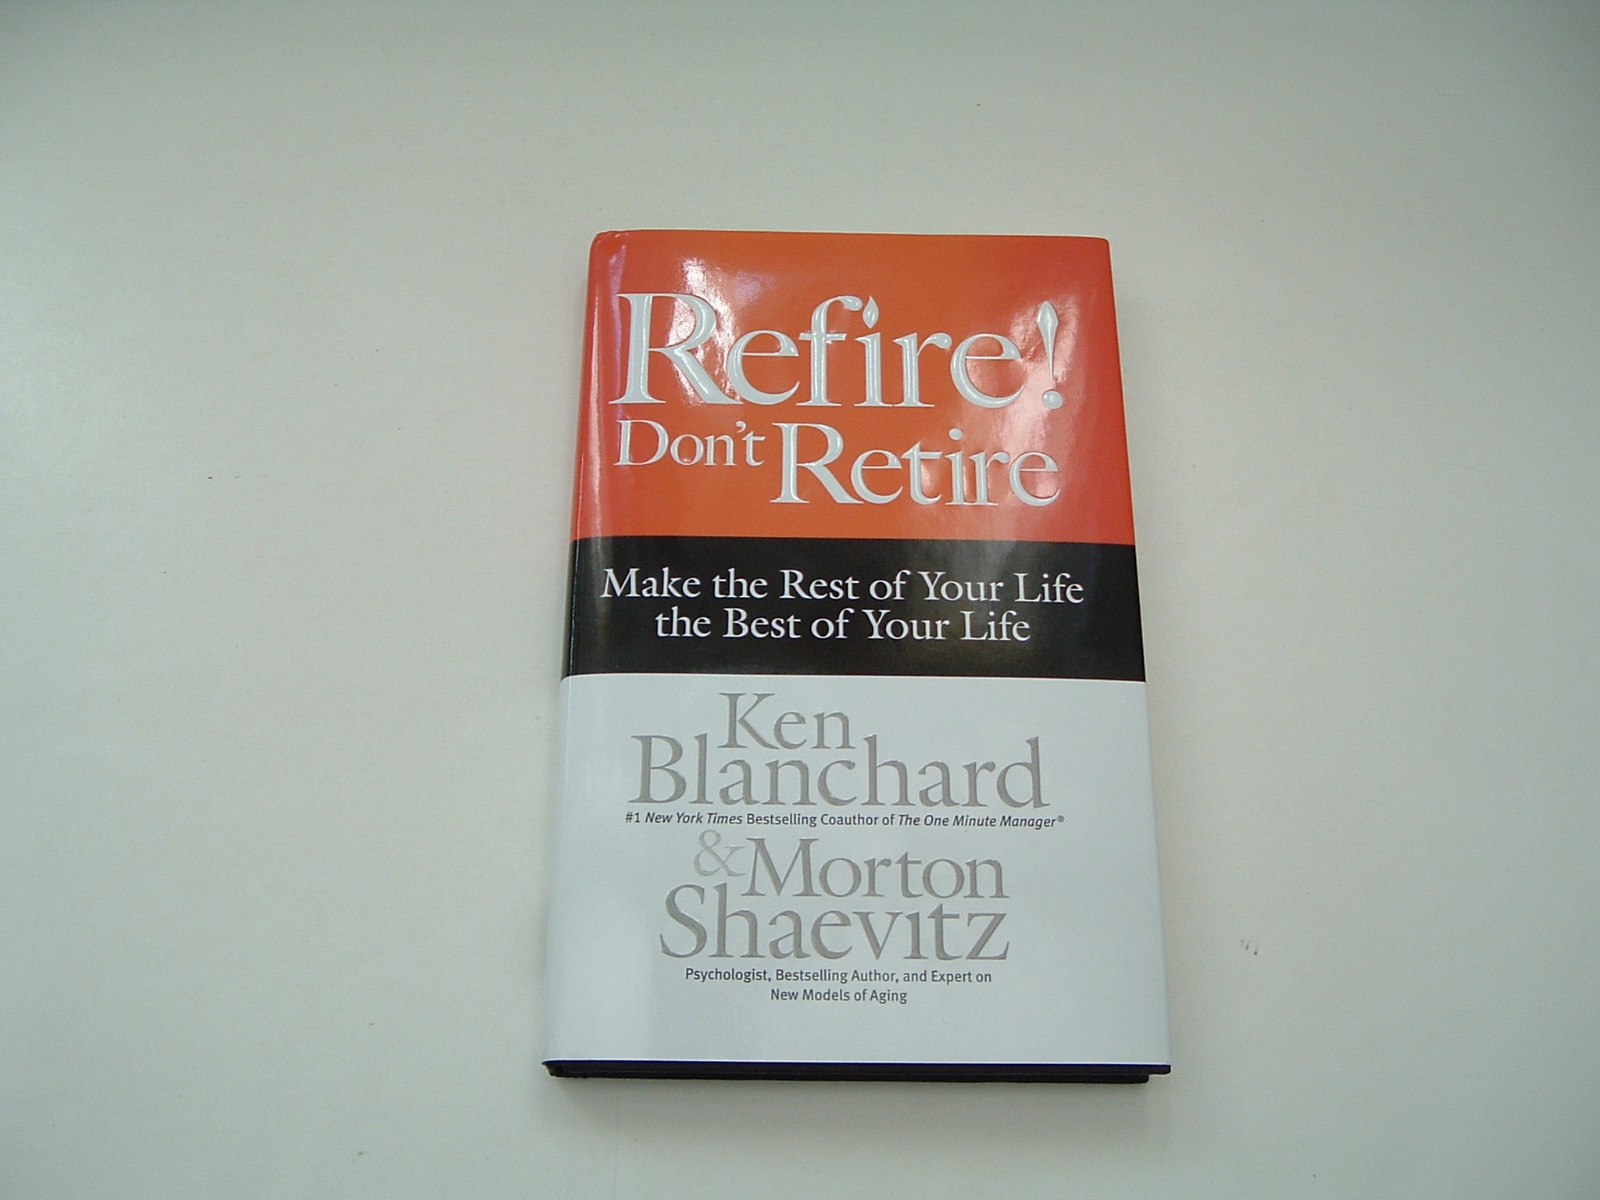 Refire!
Don't Retire
Make the Rest of Your Life
the Best of Your Life
Ken
Blanchard
#1 New York Times Bestselling Coauthor of The One Minute Manager®
& Morton
Shaevitz
Psychologist, Bestselling Author, and Expert on
New Models of Aging